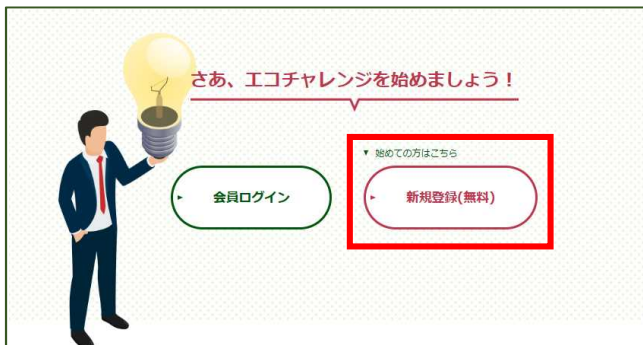 さあ、エコチャレンジを始めましょう！
▼ 始めての方はこちら
会員ログイン
新規登録(無料)